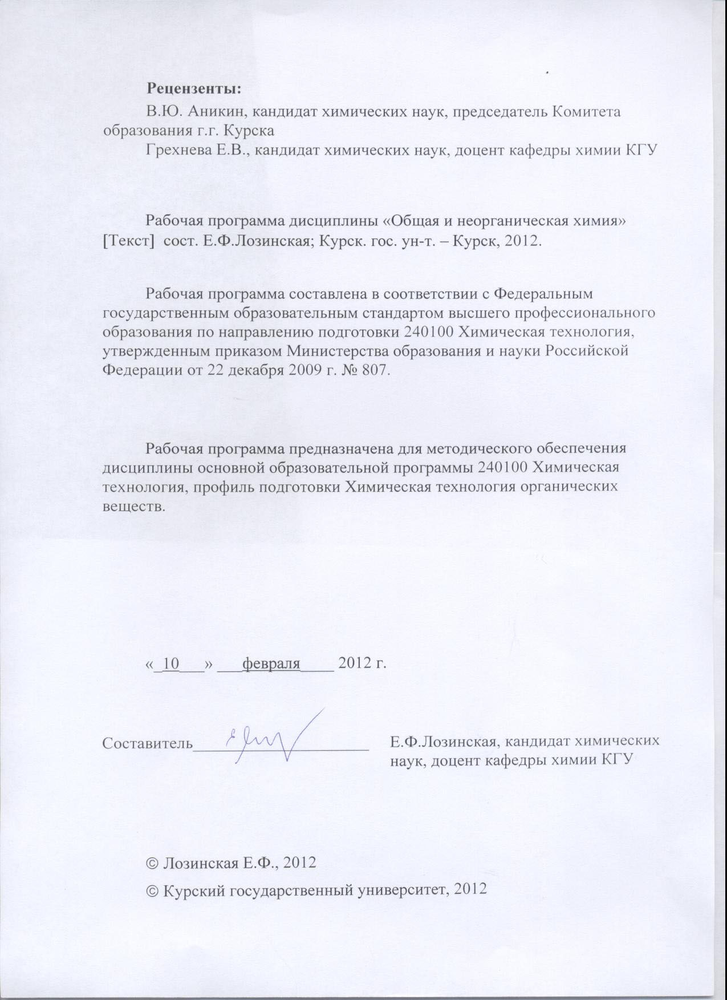 Рецензенты:
В.Ю. Аникин, кандидат химических наук, председатель Комитета
образования г.г. Курска
Грехнева Е.В., кандидат химических наук, доцент кафедры химии КГУ
Рабочая программа дисциплины «Общая и неорганическая химия»
[Текст] сост. Е.Ф.Лозинская; Курск. гос. ун-т. – Курск, 2012.
Рабочая программа составлена в соответствии с Федеральным
государственным образовательным стандартом высшего профессионального
образования по направлению подготовки 240100 Химическая технология,
утвержденным приказом Министерства образования и науки Российской
Федерации от 22 декабря 2009 г. № 807.
Рабочая программа предназначена для методического обеспечения
дисциплины основной образовательной программы 240100 Химическая
технология, профиль подготовки Химическая технология органических
веществ.
«_10___» ___февраля____ 2012 г.
Составитель______________________ Е.Ф.Лозинская, кандидат химических
наук, доцент кафедры химии КГУ
© Лозинская Е.Ф., 2012
© Курский государственный университет, 2012